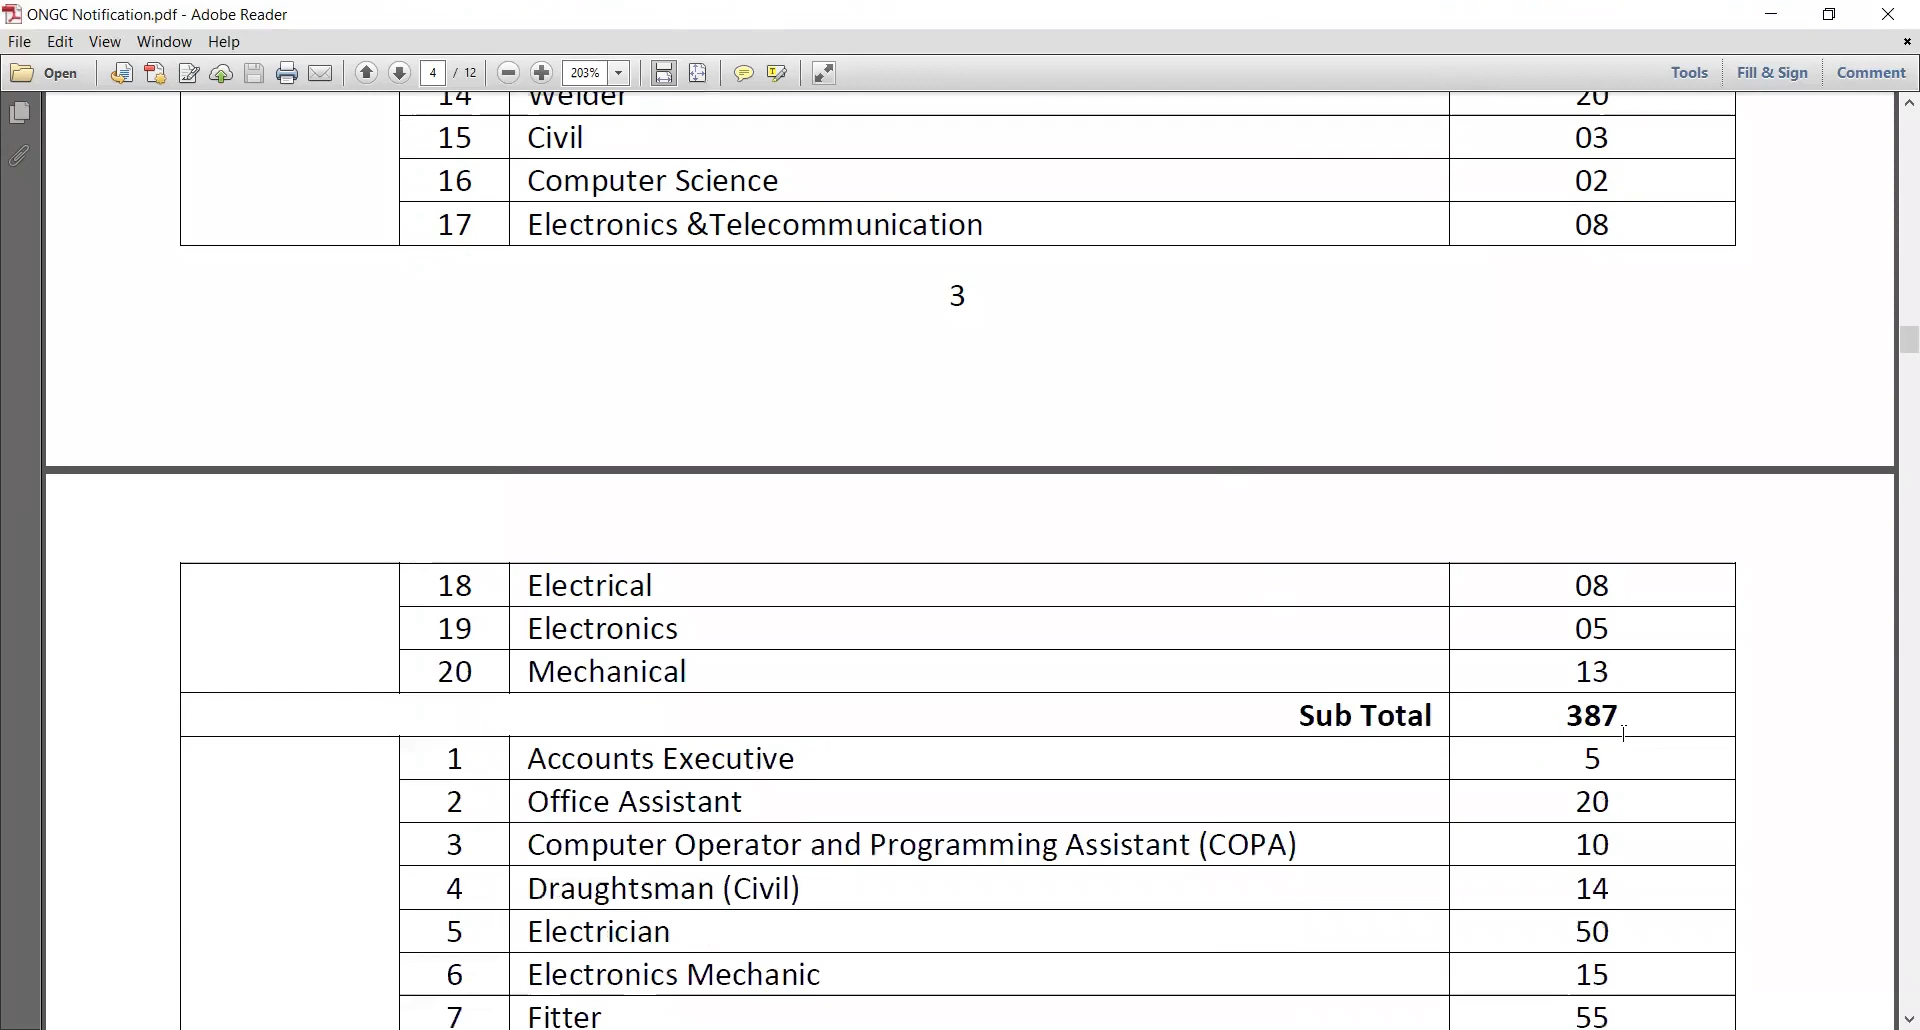 ONGC Notification.pdf - Adobe Reader
File Edit View Window Help
Open 4 / 12 203% Tools Fill & Sign Comment
14 Welder 20
15 Civil 03
16 Computer Science 02
17 Electronics &Telecommunication 08
3
18 Electrical 08
19 Electronics 05
20 Mechanical 13
Sub Total 387
1 Accounts Executive 5
2 Office Assistant 20
3 Computer Operator and Programming Assistant (COPA) 10
4 Draughtsman (Civil) 14
5 Electrician 50
6 Electronics Mechanic 15
7 Fitter 55